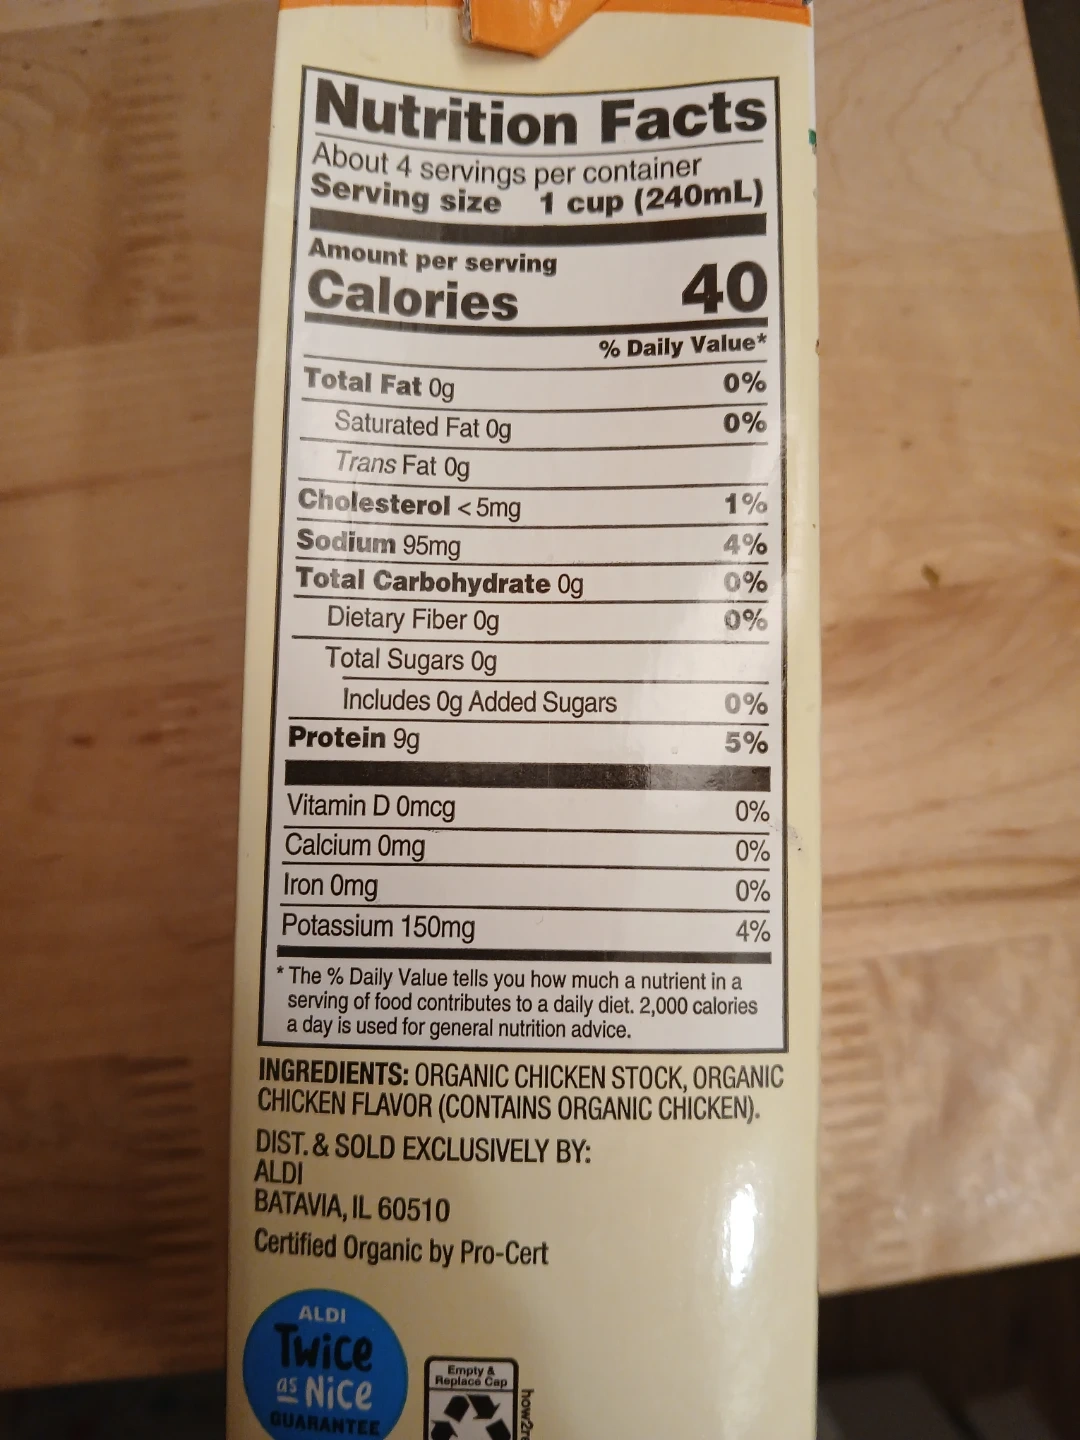 Nutrition Facts
About 4 servings per container
Serving size 1 cup (240mL)
Amount per serving
Calories 40
% Daily Value*
Total Fat 0g 0%
Saturated Fat 0g 0%
Trans Fat 0g
Cholesterol < 5mg 1%
Sodium 95mg 4%
Total Carbohydrate 0g 0%
Dietary Fiber 0g 0%
Total Sugars 0g
Includes 0g Added Sugars 0%
Protein 9g 5%
Vitamin D 0mcg 0%
Calcium 0mg 0%
Iron 0mg 0%
Potassium 150mg 4%
* The % Daily Value tells you how much a nutrient in a
serving of food contributes to a daily diet. 2,000 calories
a day is used for general nutrition advice.
INGREDIENTS: ORGANIC CHICKEN STOCK, ORGANIC
CHICKEN FLAVOR (CONTAINS ORGANIC CHICKEN).
DIST. & SOLD EXCLUSIVELY BY:
ALDI
BATAVIA, IL 60510
Certified Organic by Pro-Cert
ALDI
Twice
as Nice
GUARANTEE
Empty &
Replace Cap